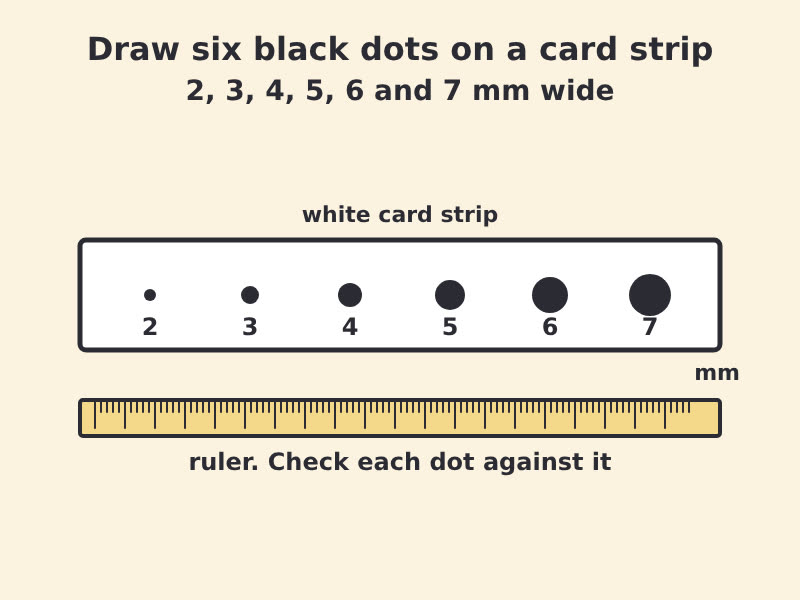 Draw six black dots on a card strip
2, 3, 4, 5, 6 and 7 mm wide
white card strip
2 3 4 5 6 7
mm
ruler. Check each dot against it